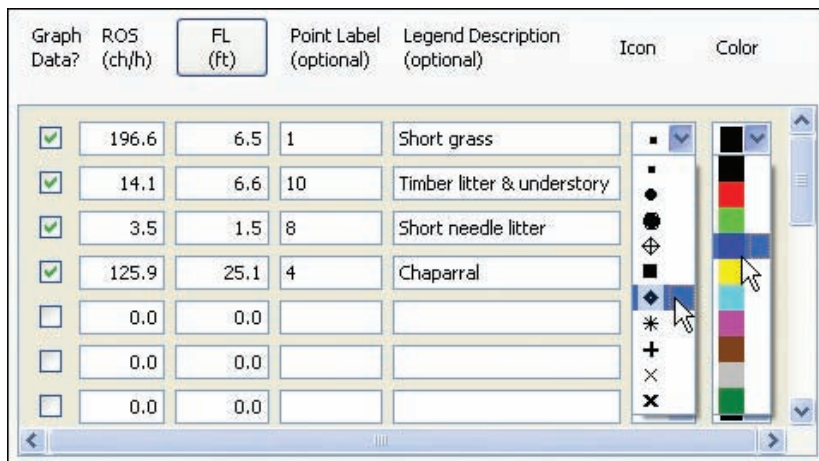 Graph Data? ROS (ch/h) FL (ft) Point Label (optional) Legend Description (optional) Icon Color
196.6 6.5 1 Short grass
14.1 6.6 10 Timber litter & understory
3.5 1.5 8 Short needle litter
125.9 25.1 4 Chaparral
0.0 0.0
0.0 0.0
0.0 0.0